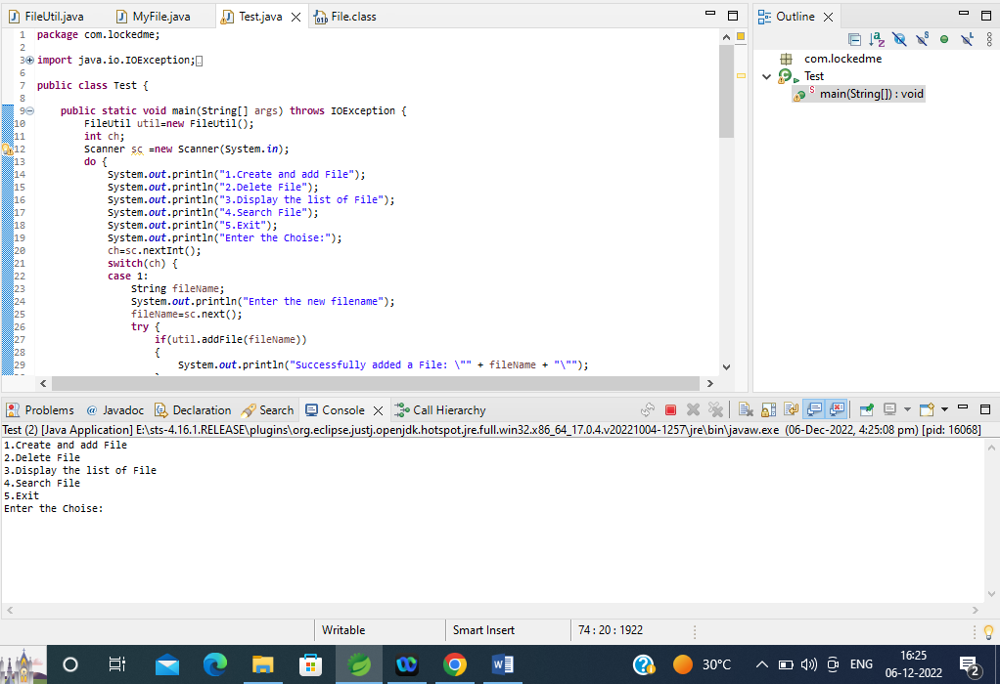 FileUtil.java MyFile.java Test.java File.class Outline
1 package com.lockedme;
2
3 import java.io.IOException;
6
7 public class Test {
8
9 public static void main(String[] args) throws IOException {
10 FileUtil util=new FileUtil();
11 int ch;
12 Scanner sc =new Scanner(System.in);
13 do {
14 System.out.println("1.Create and add File");
15 System.out.println("2.Delete File");
16 System.out.println("3.Display the list of File");
17 System.out.println("4.Search File");
18 System.out.println("5.Exit");
19 System.out.println("Enter the Choise:");
20 ch=sc.nextInt();
21 switch(ch) {
22 case 1:
23 String fileName;
24 System.out.println("Enter the new filename");
25 fileName=sc.next();
26 try {
27 if(util.addFile(fileName))
28 {
29 System.out.println("Successfully added a File: \"" + fileName + "\"");
com.lockedme
Test
main(String[]) : void
Problems @ Javadoc Declaration Search Console Call Hierarchy
Test (2) [Java Application] E:\sts-4.16.1.RELEASE\plugins\org.eclipse.justj.openjdk.hotspot.jre.full.win32.x86_64_17.0.4.v20221004-1257\jre\bin\javaw.exe (06-Dec-2022, 4:25:08 pm) [pid: 16068]
1.Create and add File
2.Delete File
3.Display the list of File
4.Search File
5.Exit
Enter the Choise:
Writable Smart Insert 74 : 20 : 1922
30°C ENG 16:25
06-12-2022
2